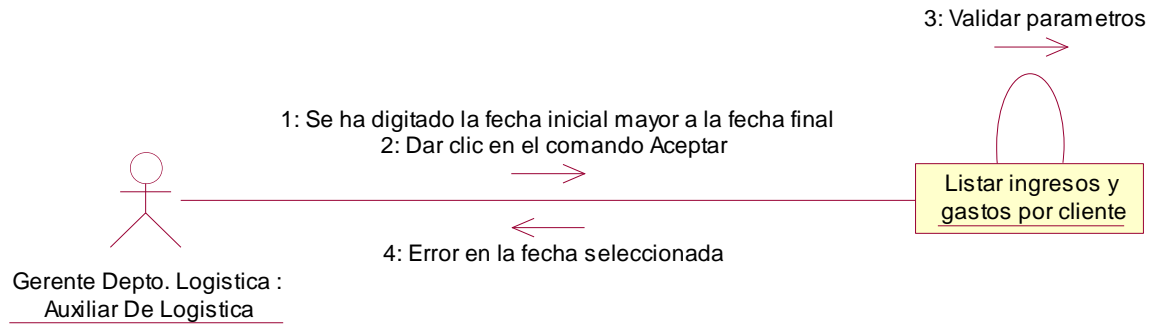 3: Validar parametros
1: Se ha digitado la fecha inicial mayor a la fecha final
2: Dar clic en el comando Aceptar
Listar ingresos y
gastos por cliente
4: Error en la fecha seleccionada
Gerente Depto. Logistica :
Auxiliar De Logistica